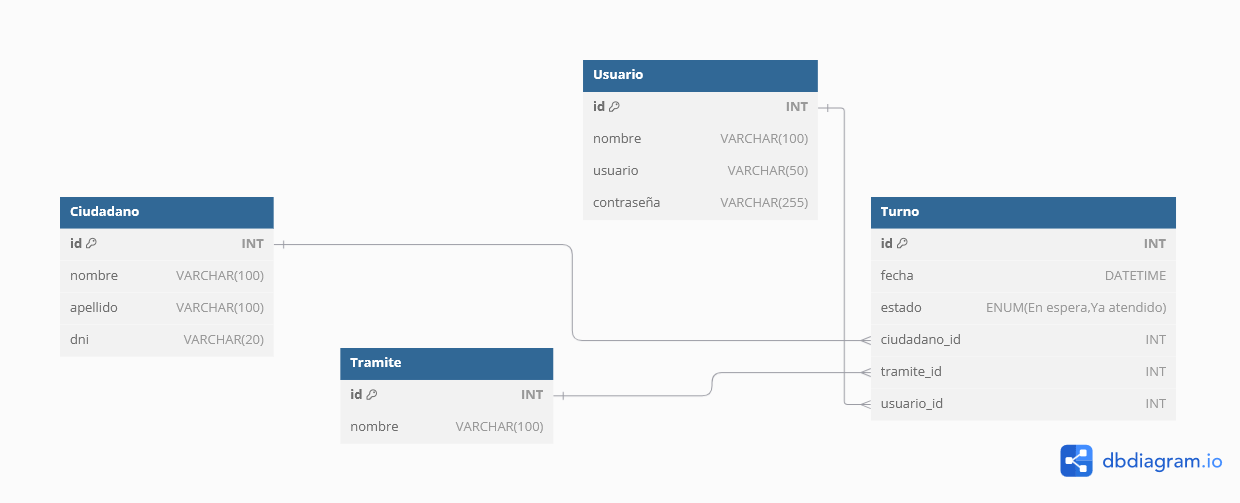 Usuario
id INT
nombre VARCHAR(100)
usuario VARCHAR(50)
contraseña VARCHAR(255)
Ciudadano
id INT
nombre VARCHAR(100)
apellido VARCHAR(100)
dni VARCHAR(20)
Tramite
id INT
nombre VARCHAR(100)
Turno
id INT
fecha DATETIME
estado ENUM(En espera,Ya atendido)
ciudadano_id INT
tramite_id INT
usuario_id INT
dbdiagram.io